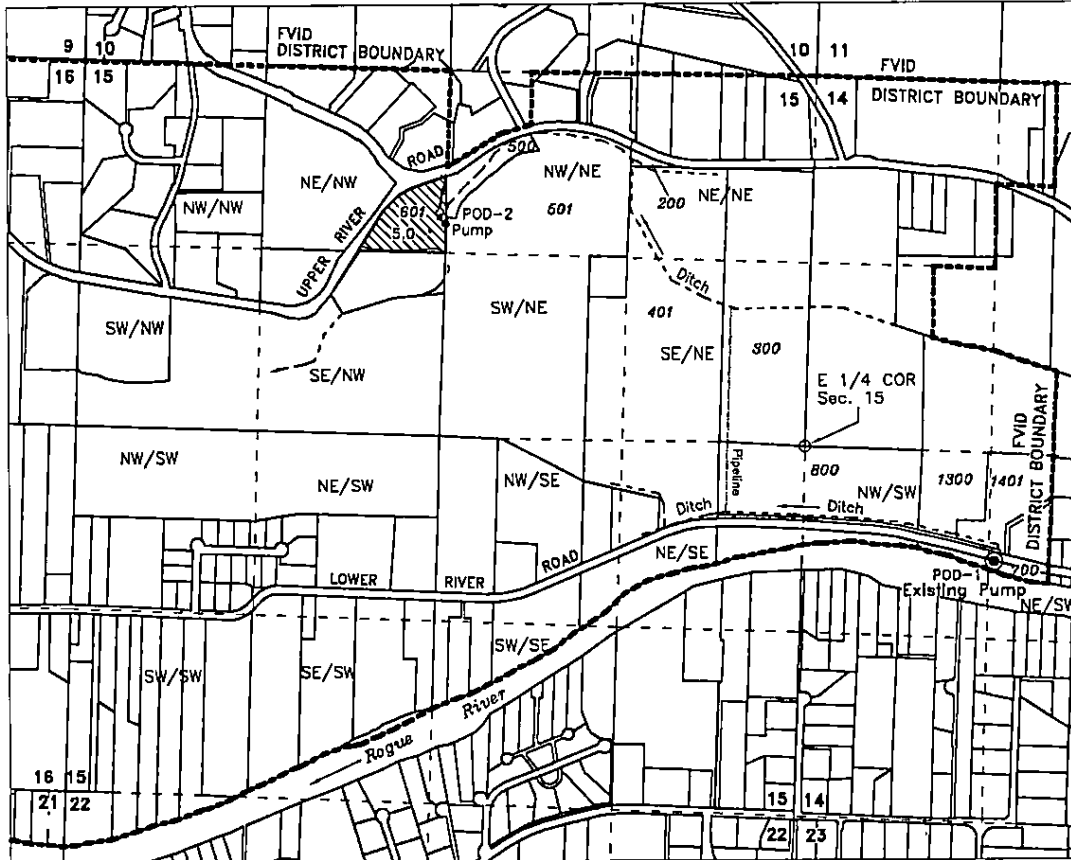 9 10
16 15
FVID
DISTRICT BOUNDARY
10 11
15 14
FVID
DISTRICT BOUNDARY
ROAD
500
NE/NW
NW/NE
NE/NE
200
NW/NW
601
5.0
POD-2
Pump
501
UPPER RIVER
Ditch
SW/NW
SW/NE
401
SE/NE
300
SE/NW
E 1/4 COR
Sec. 15
FVID
DISTRICT BOUNDARY
NW/SW
NE/SW
NW/SE
Pipeline
800
NW/SW
1300
1401
Ditch
Ditch
NE/SE
ROAD
LOWER RIVER
POD-1
Existing Pump
700
NE/SW
SW/SW
SE/SW
SW/SE
Rogue River
16 15
21 22
15 14
22 23